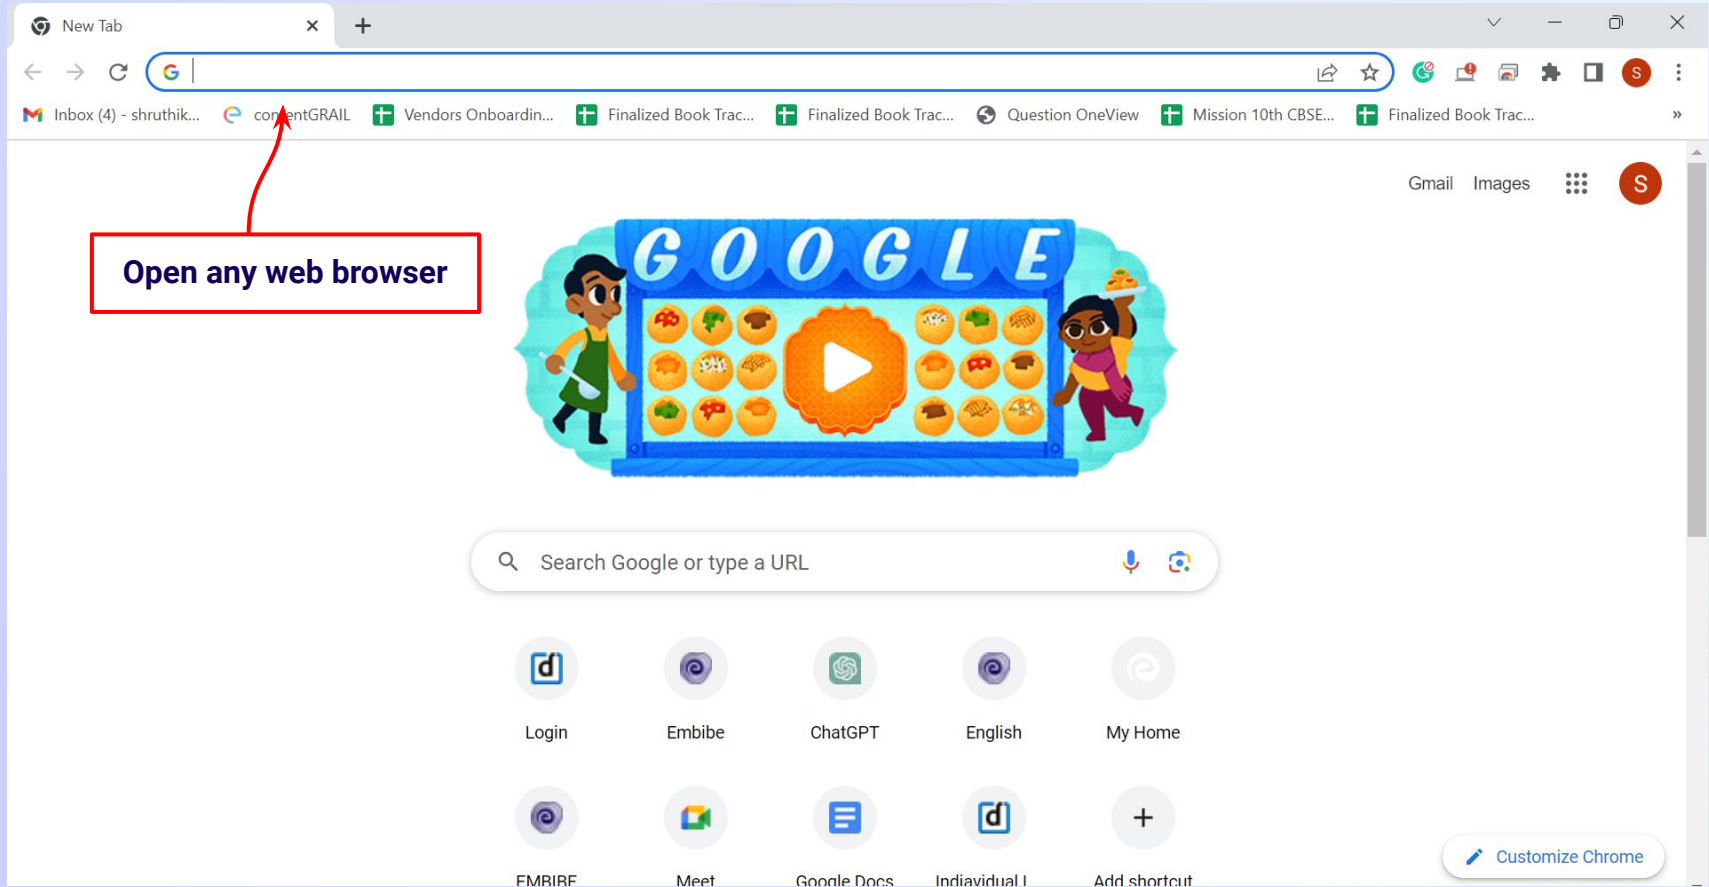 New Tab
Inbox (4) - shruthik...
contentGRAIL
Vendors Onboardin...
Finalized Book Trac...
Finalized Book Trac...
Question OneView
Mission 10th CBSE...
Finalized Book Trac...
Gmail Images
S
S
Open any web browser
GOOGLE
Search Google or type a URL
Login
Embibe
ChatGPT
English
My Home
EMBIBE
Meet
Google Docs
Indiavidual I
Add shortcut
Customize Chrome